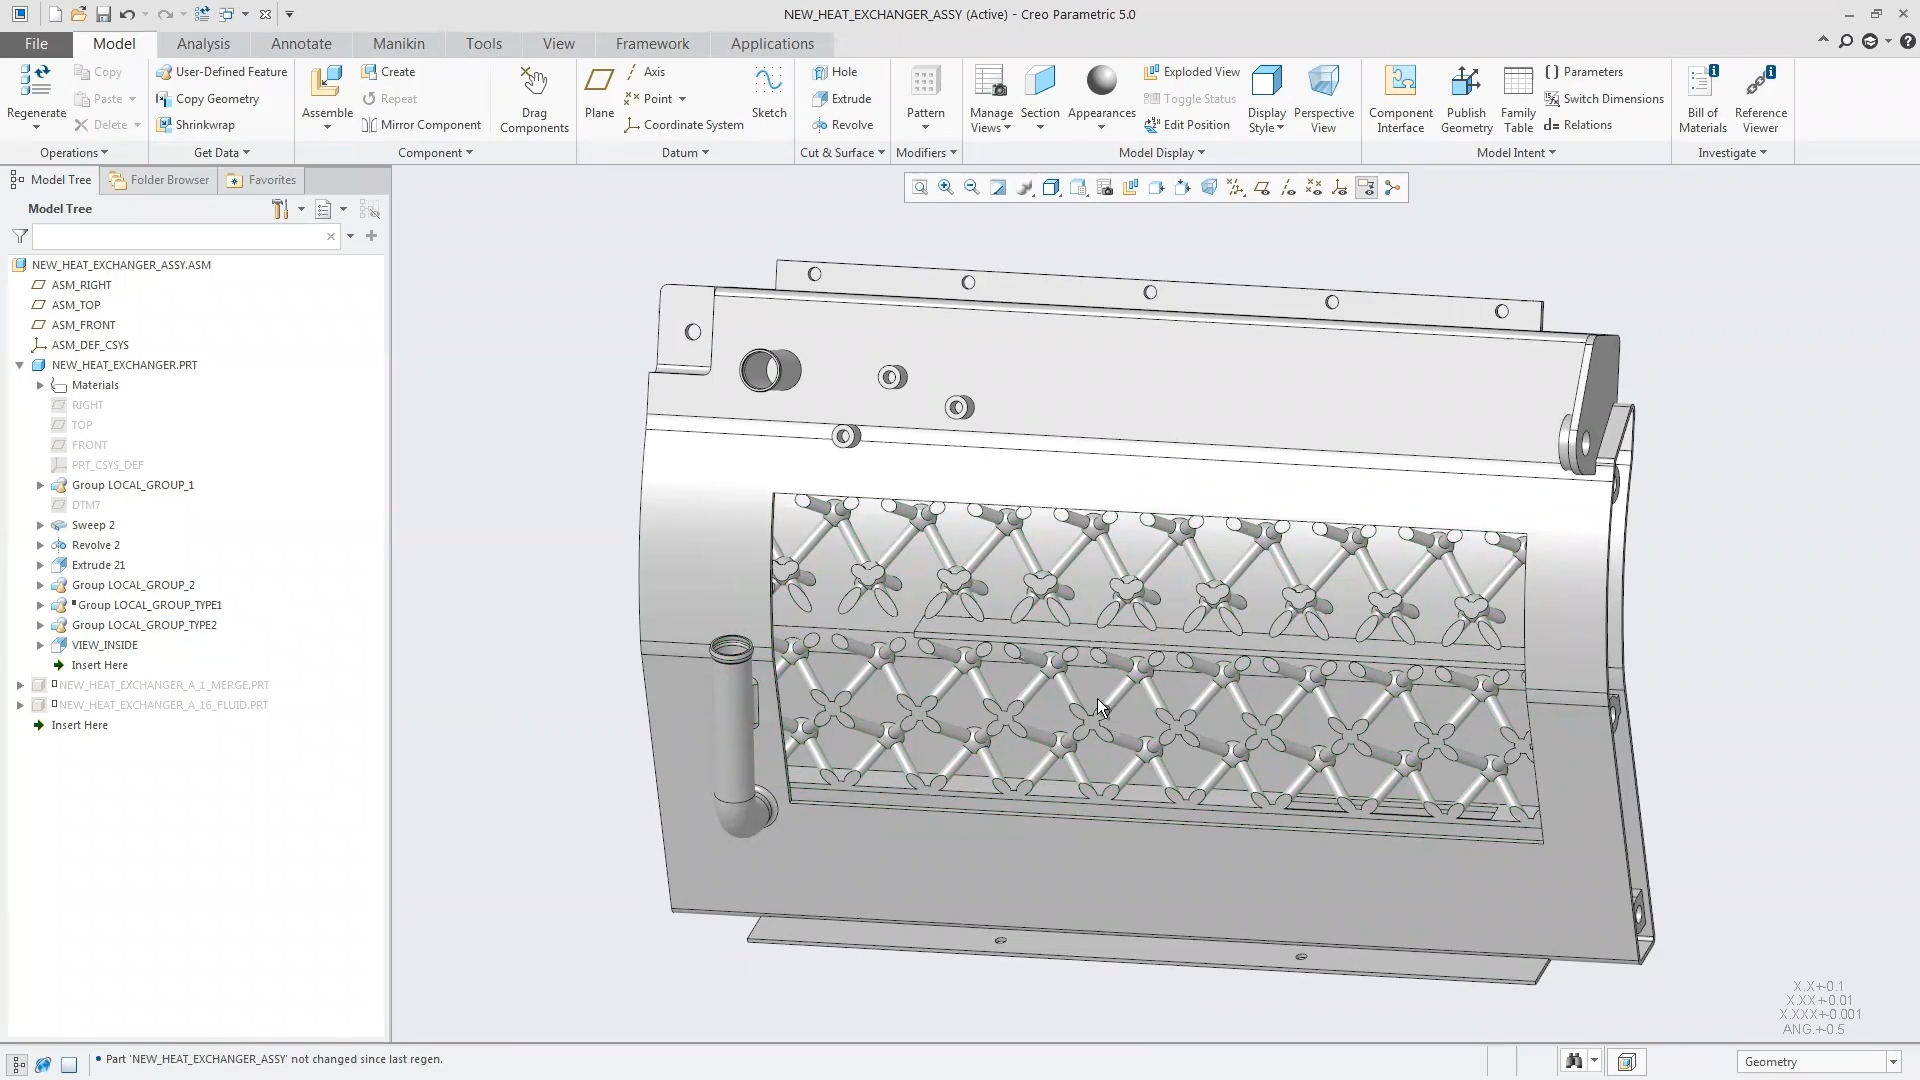 NEW_HEAT_EXCHANGER_ASSY (Active) - Creo Parametric 5.0
File Model Analysis Annotate Manikin Tools View Framework Applications
Regenerate
Copy
Paste
Delete
Operations
User-Defined Feature
Copy Geometry
Shrinkwrap
Get Data
Assemble
Create
Repeat
Mirror Component
Drag Components
Component
Plane
Axis
Point
Coordinate System
Sketch
Datum
Hole
Extrude
Revolve
Cut & Surface
Pattern
Modifiers
Manage Views
Section
Appearances
Exploded View
Toggle Status
Edit Position
Display Style
Perspective View
Model Display
Component Interface
Publish Geometry
Family Table
Parameters
Switch Dimensions
Relations
Model Intent
Bill of Materials
Reference Viewer
Investigate
Model Tree Folder Browser Favorites
Model Tree
NEW_HEAT_EXCHANGER_ASSY.ASM
ASM_RIGHT
ASM_TOP
ASM_FRONT
ASM_DEF_CSYS
NEW_HEAT_EXCHANGER.PRT
Materials
RIGHT
TOP
FRONT
PRT_CSYS_DEF
Group LOCAL_GROUP_1
DTM7
Sweep 2
Revolve 2
Extrude 21
Group LOCAL_GROUP_2
Group LOCAL_GROUP_TYPE1
Group LOCAL_GROUP_TYPE2
VIEW_INSIDE
Insert Here
NEW_HEAT_EXCHANGER_A_1_MERGE.PRT
NEW_HEAT_EXCHANGER_A_16_FLUID.PRT
Insert Here
X.X+-0.1
X.XX+-0.01
X.XXX+-0.001
ANG.+-0.5
• Part 'NEW_HEAT_EXCHANGER_ASSY' not changed since last regen.
Geometry